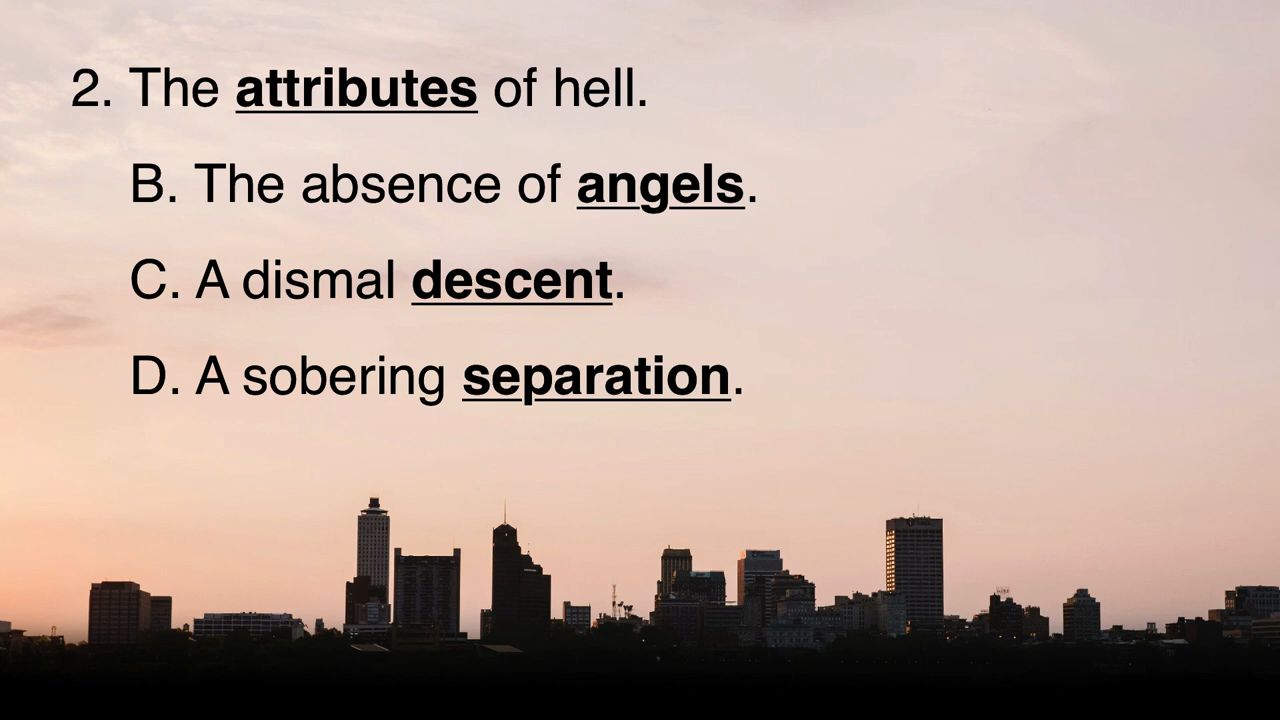 2. The attributes of hell.
B. The absence of angels.
C. A dismal descent.
D. A sobering separation.